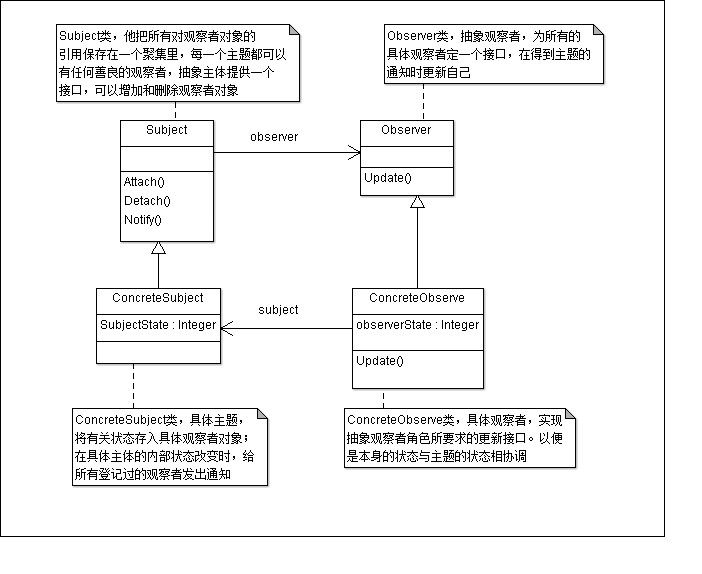 Subject类，他把所有对观察者对象的
引用保存在一个聚集里，每一个主题都可以
有任何善良的观察者，抽象主体提供一个
接口，可以增加和删除观察者对象
Observer类，抽象观察者，为所有的
具体观察者定一个接口，在得到主题的
通知时更新自己
Subject
observer
Observer
Attach()
Detach()
Notify()
Update()
ConcreteSubject
SubjectState : Integer
subject
ConcreteObserve
observerState : Integer
Update()
ConcreteSubject类，具体主题，
将有关状态存入具体观察者对象；
在具体主体的内部状态改变时，给
所有登记过的观察者发出通知
ConcreteObserve类，具体观察者，实现
抽象观察者角色所要求的更新接口。以便
是本身的状态与主题的状态相协调